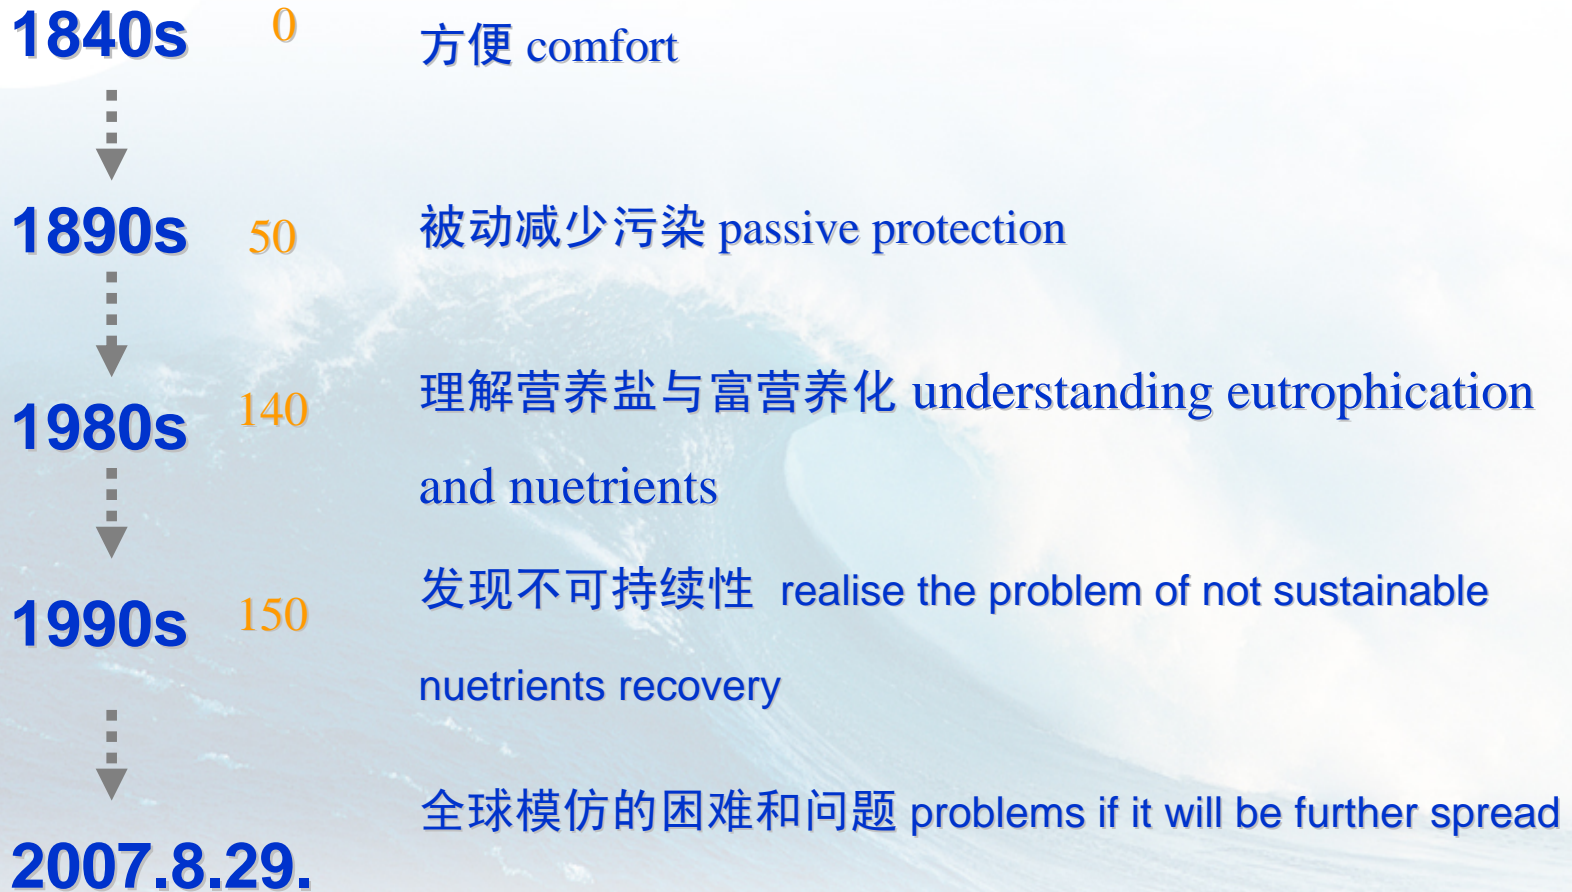 1840s 0 方便 comfort
1890s 50 被动减少污染 passive protection
1980s 140 理解营养盐与富营养化 understanding eutrophication
and nuetrients
1990s 150 发现不可持续性 realise the problem of not sustainable
nuetrients recovery
全球模仿的困难和问题 problems if it will be further spread
2007.8.29.